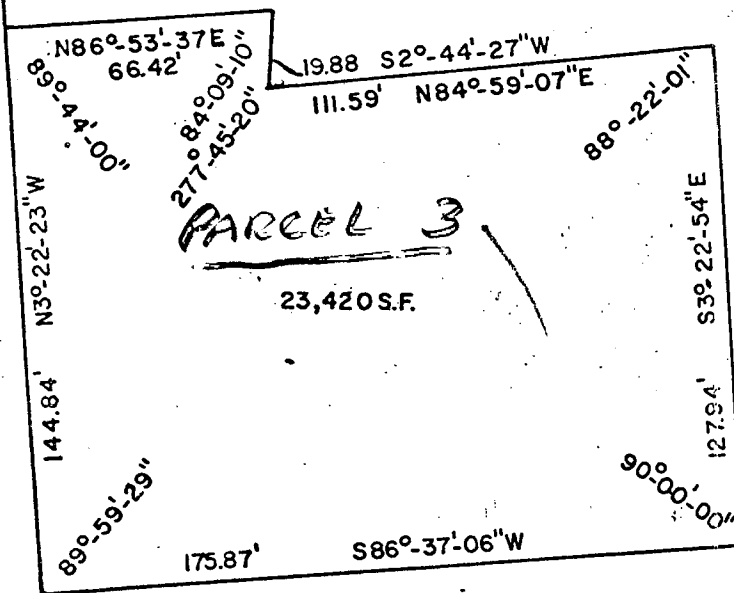 N86°-53'-37E
66.42'
19.88 S2°-44'-27"W
111.59' N84°-59'-07"E
89°-44'-00"
84°-09'-10"
277°-45'-20"
88°-22'-01"
N3°-22'-23"W
144.84'
PARCEL 3
23,420 S.F.
S3°-22'-54"E
127.94'
89°-59'-29"
90°-00'-00"
175.87' S86°-37'-06"W